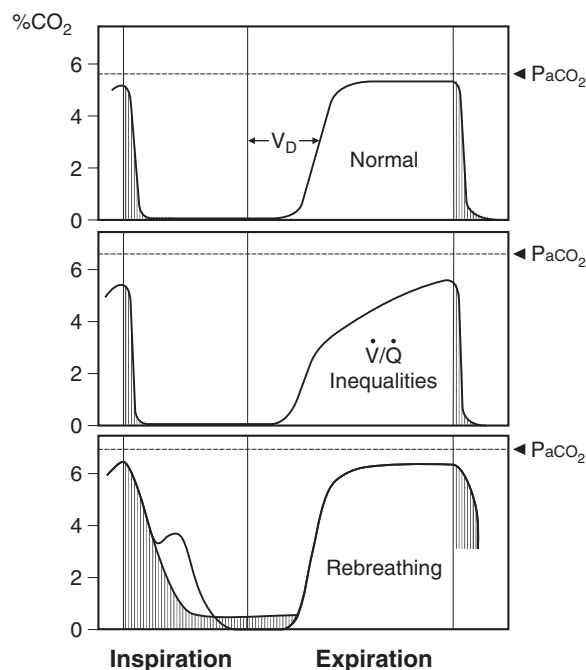 %CO₂
6
4
2
0
V_D
Normal
◄ PaCO₂
6
4
2
0
V̇/Q̇
Inequalities
◄ PaCO₂
6
4
2
0
Rebreathing
◄ PaCO₂
Inspiration Expiration